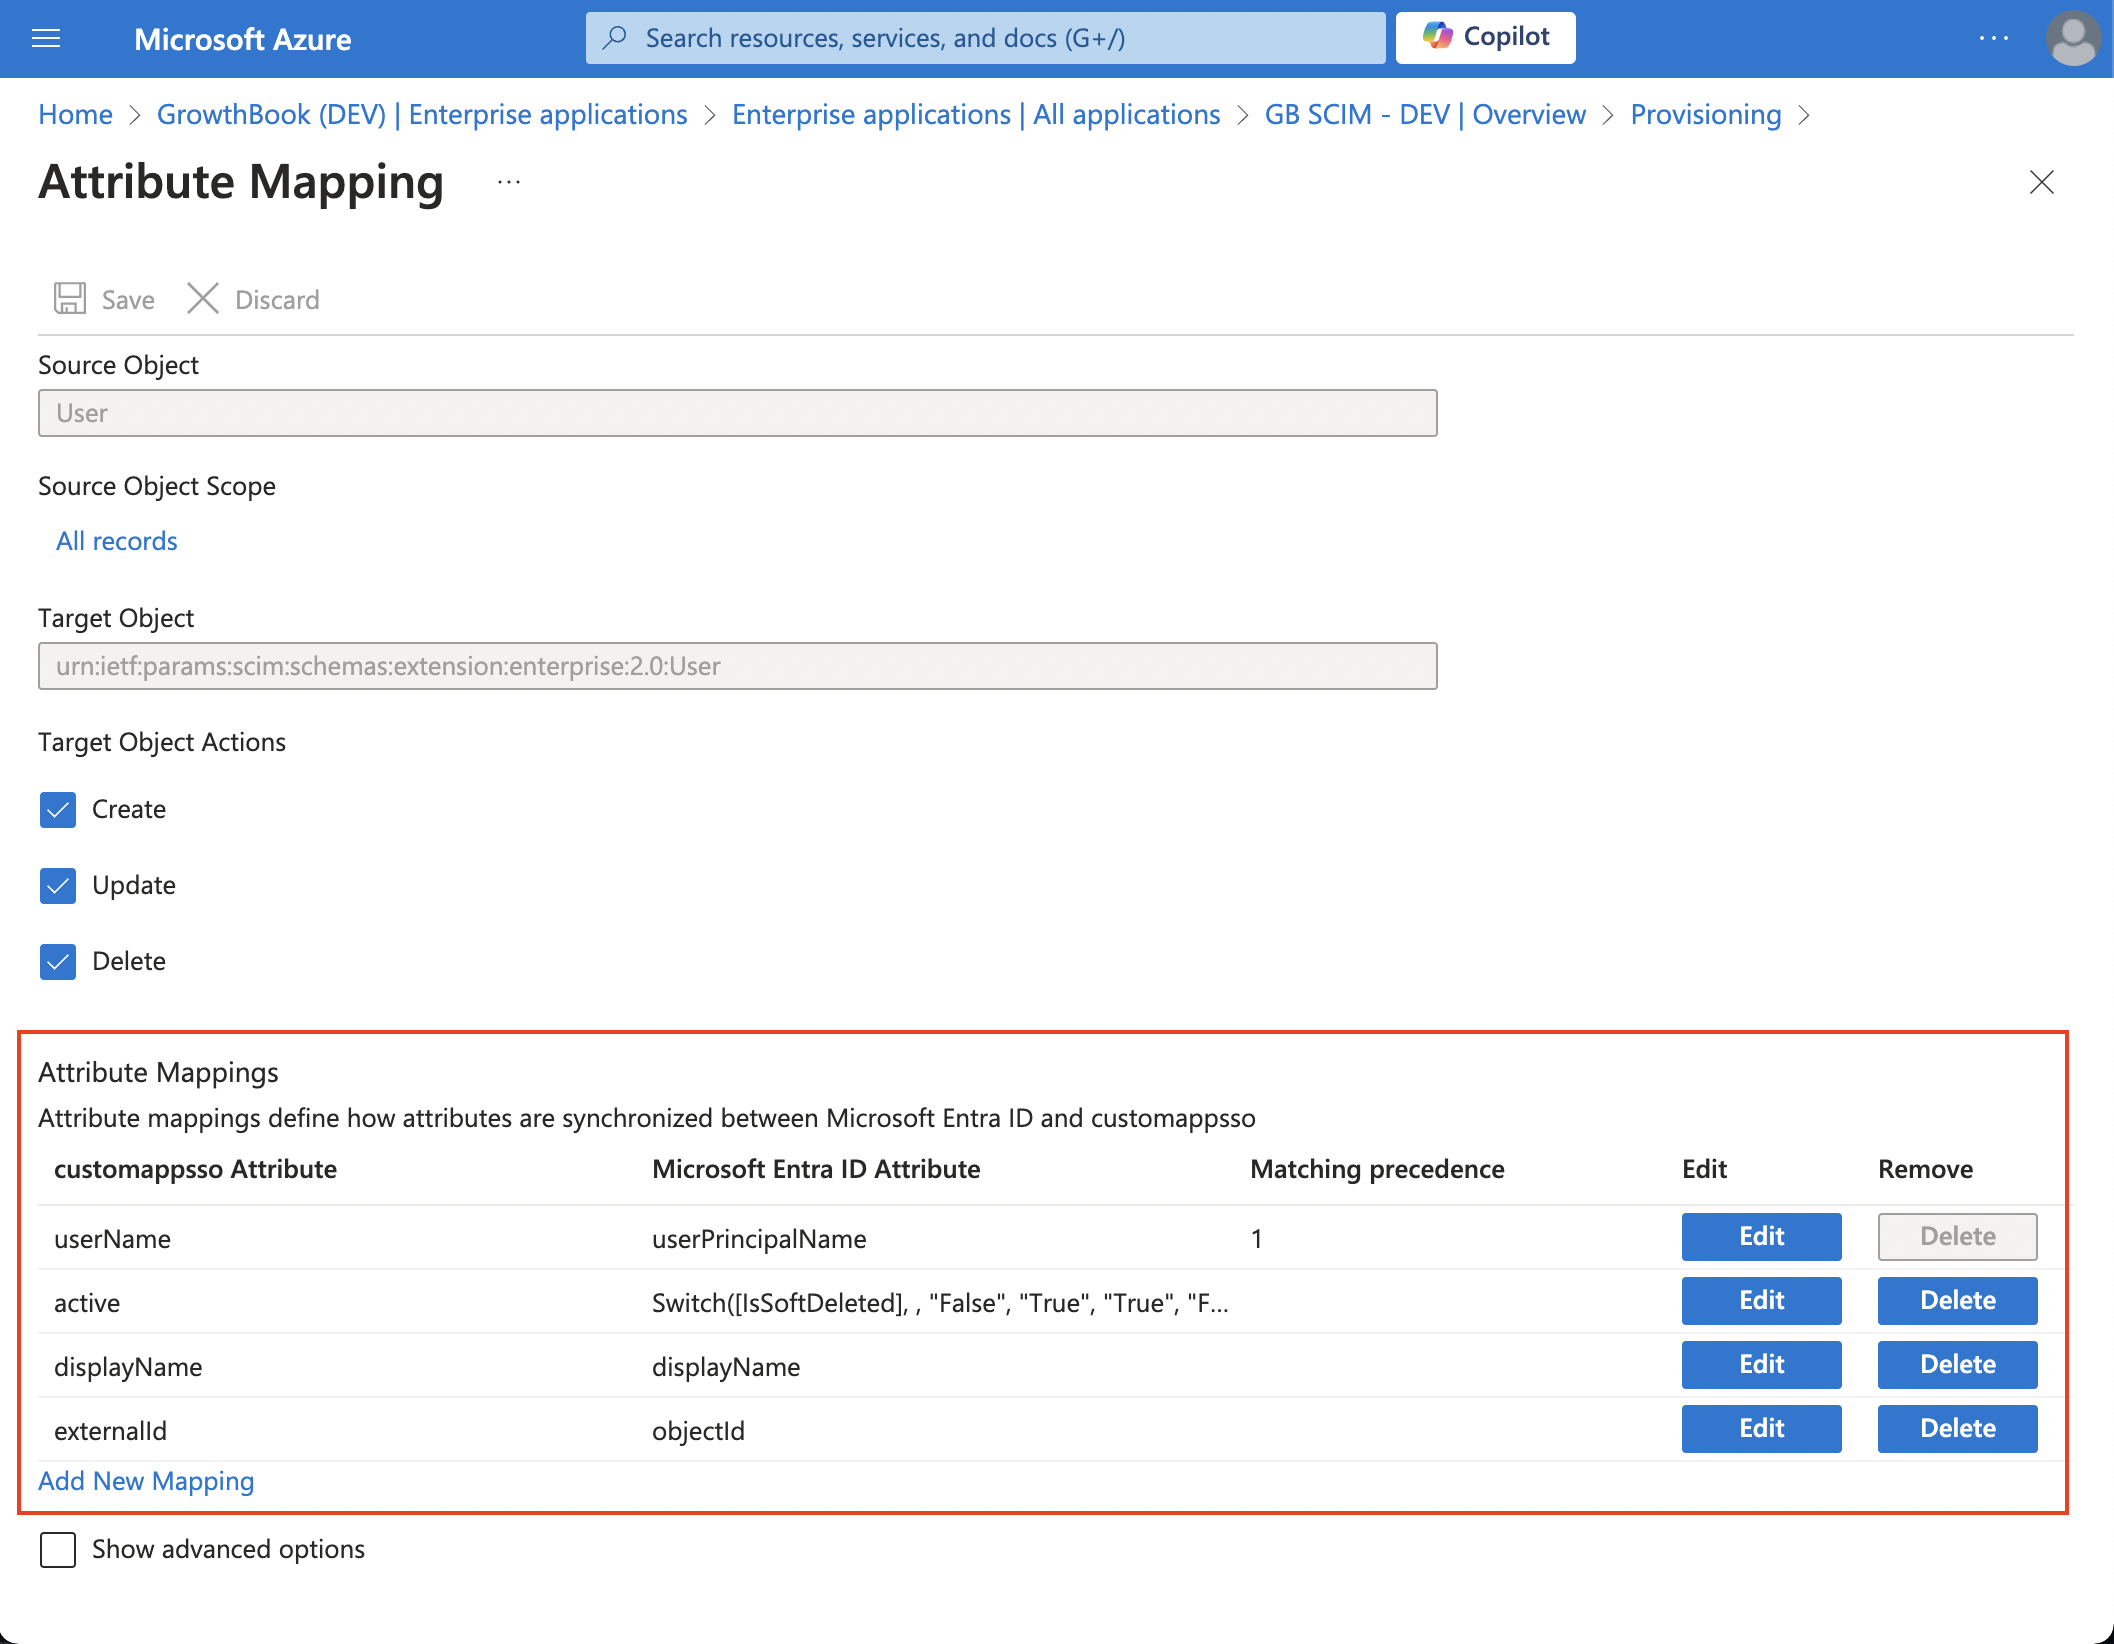 Microsoft Azure
Search resources, services, and docs (G+/)
Copilot
...
Home > GrowthBook (DEV) | Enterprise applications > Enterprise applications | All applications > GB SCIM - DEV | Overview > Provisioning >
Attribute Mapping ...
Save Discard
Source Object
User
Source Object Scope
All records
Target Object
urn:ietf:params:scim:schemas:extension:enterprise:2.0:User
Target Object Actions
Create
Update
Delete
Attribute Mappings
Attribute mappings define how attributes are synchronized between Microsoft Entra ID and customappsso
customappsso Attribute Microsoft Entra ID Attribute Matching precedence Edit Remove
userName userPrincipalName 1 Edit Delete
active Switch([IsSoftDeleted], , "False", "True", "True", "F... Edit Delete
displayName displayName Edit Delete
externalId objectId Edit Delete
Add New Mapping
Show advanced options